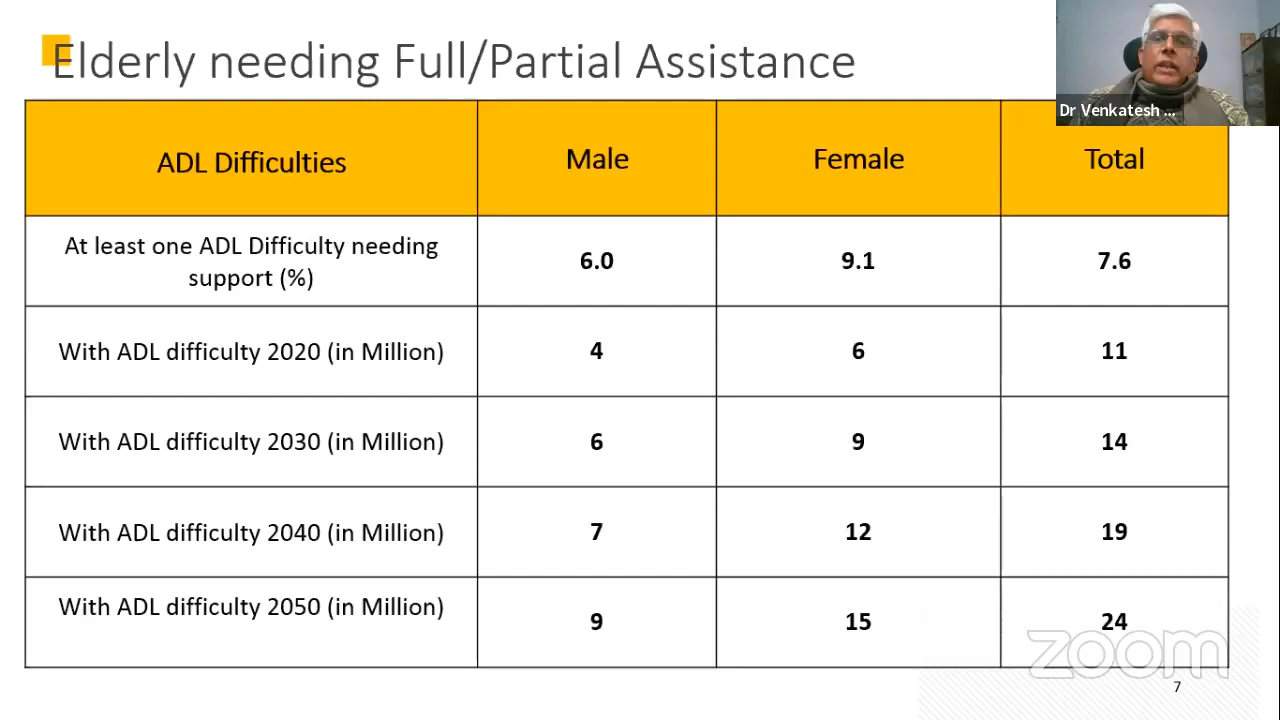 Elderly needing Full/Partial Assistance
Dr Venkatesh ...
ADL Difficulties Male Female Total
At least one ADL Difficulty needing
support (%) 6.0 9.1 7.6
With ADL difficulty 2020 (in Million) 4 6 11
With ADL difficulty 2030 (in Million) 6 9 14
With ADL difficulty 2040 (in Million) 7 12 19
With ADL difficulty 2050 (in Million) 9 15 24
zoom
7